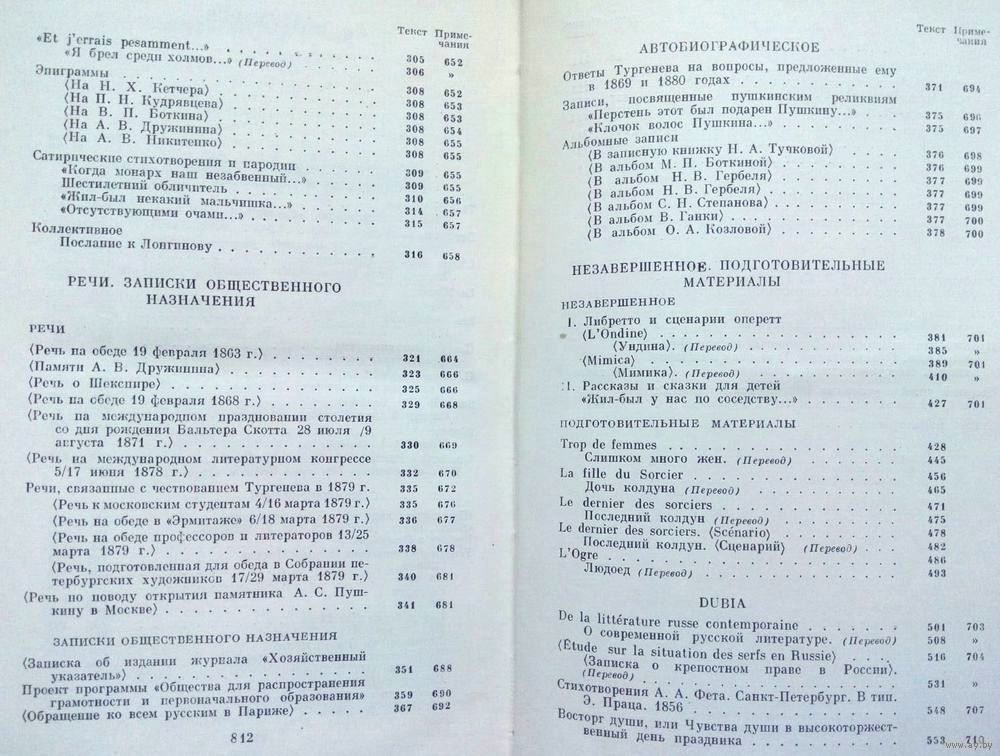 Текст Приме-
чания
«Et j'errais pesamment...» . . . . . . . . . . .
«Я брел среди холмов...» (Перевод) . . . . . 305 652
Эпиграммы . . . . . . . . . . . . . . . . 306 »
⟨На Н. Х. Кетчера⟩ . . . . . . . . . . . 308 652
⟨На П. Н. Кудрявцева⟩ . . . . . . . . . . 308 653
⟨На В. П. Боткина⟩ . . . . . . . . . . . 308 653
⟨На А. В. Дружинина⟩ . . . . . . . . . . 308 654
⟨На А. В. Никитенко⟩ . . . . . . . . . . 308 655
Сатирические стихотворения и пародии . . . . . 308 655
«Когда монарх наш незабвенный...» . . . . . 309 655
Шестилетний обличитель . . . . . . . . . . 309 655
«Жил-был некакий мальчишка...» . . . . . . 310 656
«Отсутствующими очами...» . . . . . . . . 314 657
Коллективное 315 657
Послание к Лонгинову . . . . . . . . . . 316 658
РЕЧИ. ЗАПИСКИ ОБЩЕСТВЕННОГО
НАЗНАЧЕНИЯ
РЕЧИ
⟨Речь на обеде 19 февраля 1863 г.⟩ . . . . . . 321 664
⟨Памяти А. В. Дружинина⟩ . . . . . . . . . 323 666
⟨Речь о Шекспире⟩ . . . . . . . . . . . . 325 666
⟨Речь на обеде 19 февраля 1868 г.⟩ . . . . . . 329 668
⟨Речь на международном праздновании столетия
со дня рождения Вальтера Скотта 28 июля /9
августа 1871 г.⟩ . . . . . . . . . . . . 330 669
⟨Речь на международном литературном конгрессе
5/17 июня 1878 г.⟩ . . . . . . . . . . . 332 670
Речи, связанные с чествованием Тургенева в 1879 г. 335 672
⟨Речь к московским студентам 4/16 марта 1879 г.⟩ 335 676
⟨Речь на обеде в «Эрмитаже» 6/18 марта 1879 г.⟩ 336 677
⟨Речь на обеде профессоров и литераторов 13/25
марта 1879 г.⟩ . . . . . . . . . . . . 338 678
⟨Речь, подготовленная для обеда в Собрании пе-
тербургских художников 17/29 марта 1879 г.⟩ 340 681
⟨Речь по поводу открытия памятника А. С. Пуш-
кину в Москве⟩ . . . . . . . . . . . . 341 681
ЗАПИСКИ ОБЩЕСТВЕННОГО НАЗНАЧЕНИЯ
⟨Записка об издании журнала «Хозяйственный
указатель»⟩ . . . . . . . . . . . . . . 351 688
Проект программы «Общества для распространения
грамотности и первоначального образования» 359 690
⟨Обращение ко всем русским в Париже⟩ . . . . 367 692
812
Текст Приме-
чания
АВТОБИОГРАФИЧЕСКОЕ
Ответы Тургенева на вопросы, предложенные ему
в 1869 и 1880 годах . . . . . . . . . . . 371 694
Записи, посвященные пушкинским реликвиям
«Перстень этот был подарен Пушкину...» . . . 375 696
«Клочок волос Пушкина...» . . . . . . . . 375 697
Альбомные записи
⟨В записную книжку Н. А. Тучковой⟩ . . . . 376 698
⟨В альбом М. П. Боткиной⟩ . . . . . . . . 376 699
⟨В альбом Н. В. Гербеля⟩ . . . . . . . . 377 699
⟨В альбом Н. В. Гербеля⟩ . . . . . . . . 377 699
⟨В альбом С. Н. Степанова⟩ . . . . . . . . 377 699
⟨В альбом В. Ганки⟩ . . . . . . . . . . 377 700
⟨В альбом О. А. Козловой⟩ . . . . . . . . 378 700
НЕЗАВЕРШЕННОЕ. ПОДГОТОВИТЕЛЬНЫЕ
МАТЕРИАЛЫ
НЕЗАВЕРШЕННОЕ
I. Либретто и сценарии оперетт
⟨L'Ondine⟩ . . . . . . . . . . . . . . 381 701
⟨Ундина⟩. (Перевод) . . . . . . . . . . 385 »
⟨Mimica⟩ . . . . . . . . . . . . . . . 389 701
⟨Мимика⟩. (Перевод) . . . . . . . . . . 410 »
II. Рассказы и сказки для детей
«Жил-был у нас по соседству...» . . . . . . 427 701
ПОДГОТОВИТЕЛЬНЫЕ МАТЕРИАЛЫ
Trop de femmes . . . . . . . . . . . . . 428
Слишком много жен. (Перевод) . . . . . . 445
La fille du Sorcier . . . . . . . . . . . . 456
Дочь колдуна (Перевод) . . . . . . . . . 465
Le dernier des sorciers . . . . . . . . . . . 471
Последний колдун (Перевод) . . . . . . . 475
Le dernier des sorciers. ⟨Scénario⟩ . . . . . . 478
Последний колдун. ⟨Сценарий⟩ (Перевод) . . . 482
L'Ogre . . . . . . . . . . . . . . . . 486
Людоед (Перевод) . . . . . . . . . . . . 493
DUBIA
De la littérature russe contemporaine . . . . . 501 703
О современной русской литературе. (Перевод) 508 »
⟨Étude sur la situation des serfs en Russie⟩ . . . 516 704
⟨Записка о крепостном праве в России⟩.
(Перевод) . . . . . . . . . . . . . . 531 »
Стихотворения А. А. Фета. Санкт-Петербург. В тип.
Э. Праца. 1856 . . . . . . . . . . . . 548 707
Восторг души, или Чувства души в высокоторжест-
венный день праздника . . . . . . . . . 553 710
www.ay.by